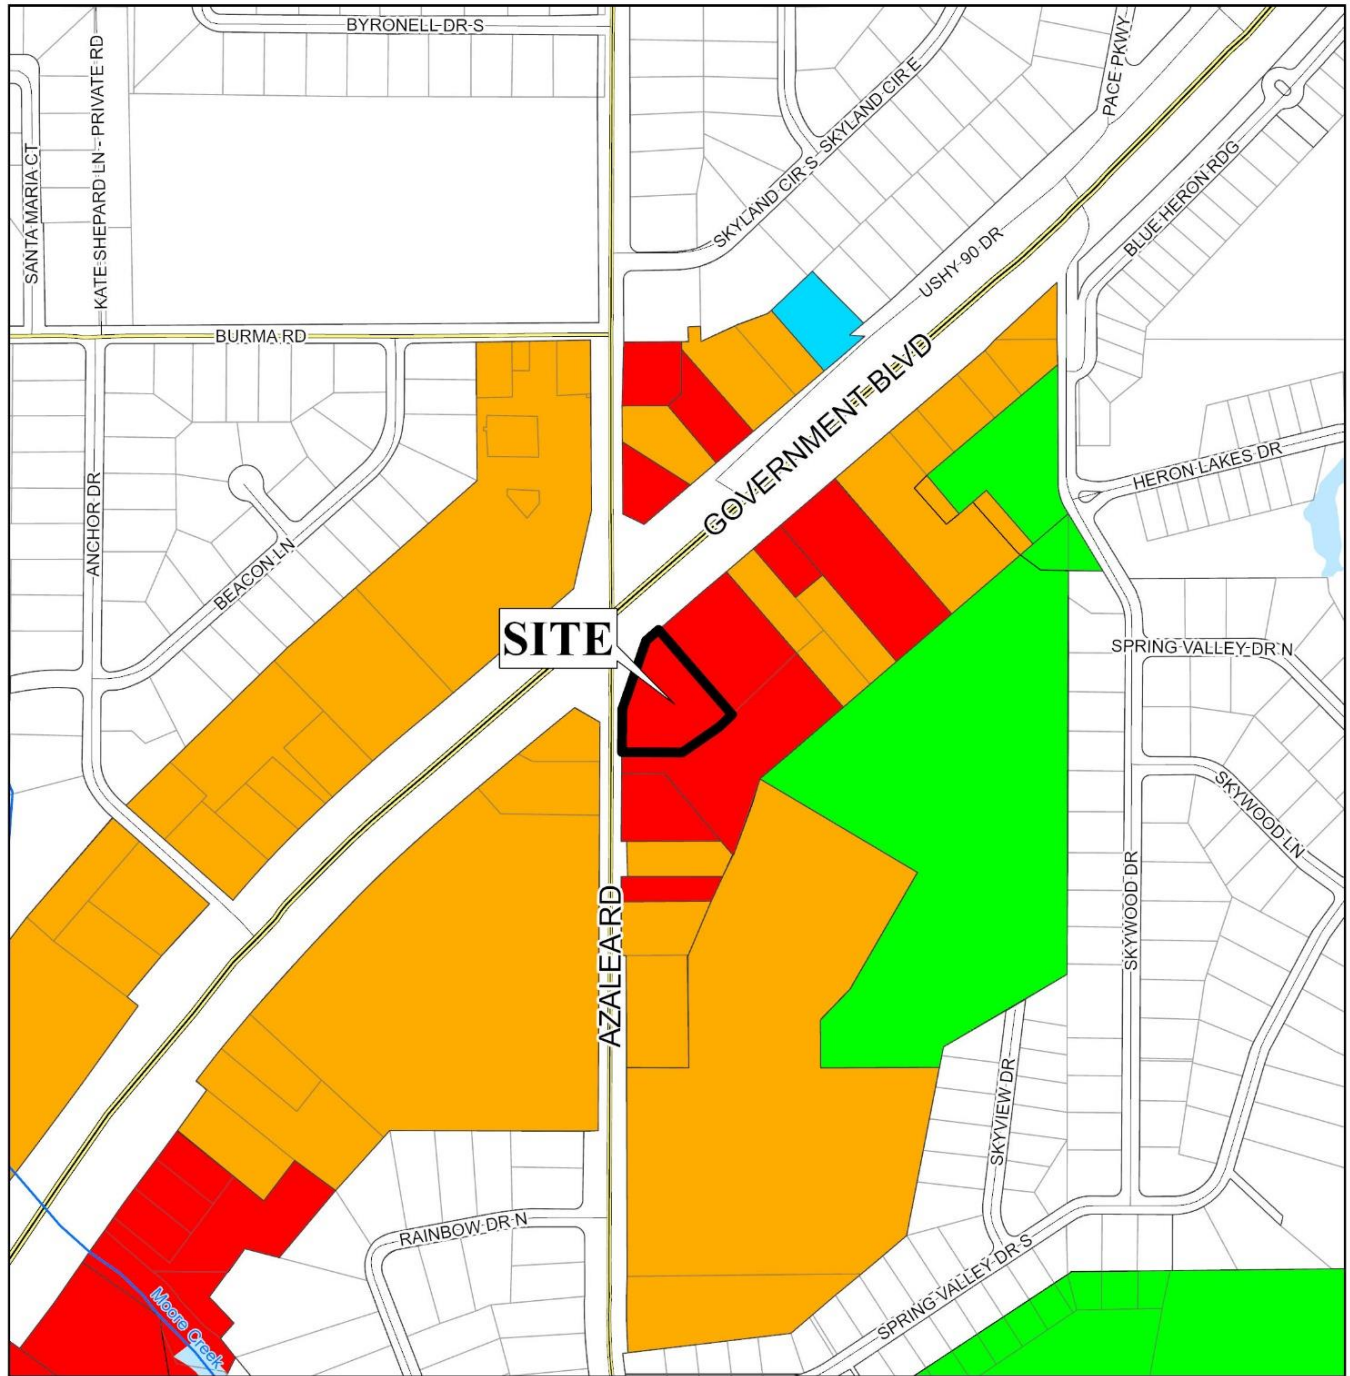 BYRONELL DR S
SANTA MARIA CT
KATE SHEPARD LN - PRIVATE RD
SKYLAND CIR E
PACE PKWY
SKYLAND CIR S
BLUE HERON RDG
USHY 90 DR
BURMA RD
GOVERNMENT BLVD
HERON LAKES DR
ANCHOR DR
BEACON LN
SITE
SPRING VALLEY DR N
SKYWOOD LN
SKYWOOD DR
AZALEA RD
SKYVIEW DR
RAINBOW DR N
SPRING VALLEY DR S
Moore Creek